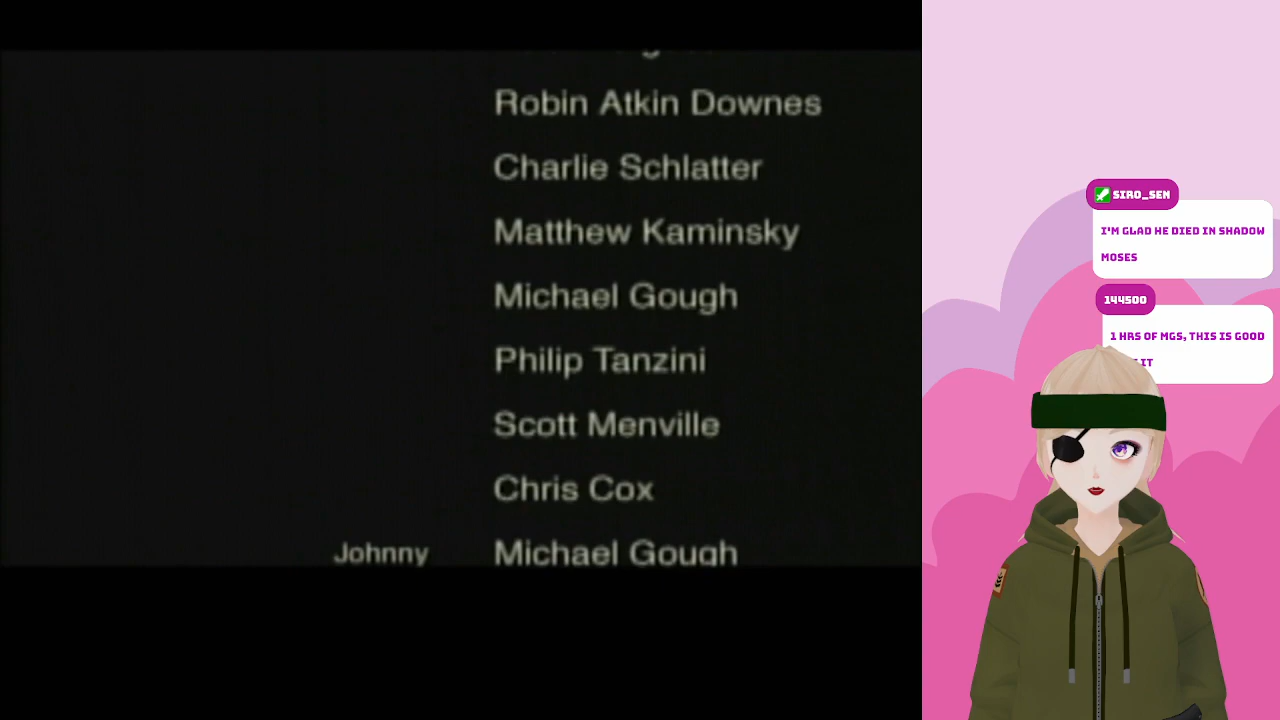 Robin Atkin Downes
Charlie Schlatter
Matthew Kaminsky
Michael Gough
Philip Tanzini
Scott Menville
Chris Cox
Johnny Michael Gough
SIRO_SEN
I'M GLAD HE DIED IN SHADOW
MOSES
144500
1 HRS OF MGS, THIS IS GOOD
IT